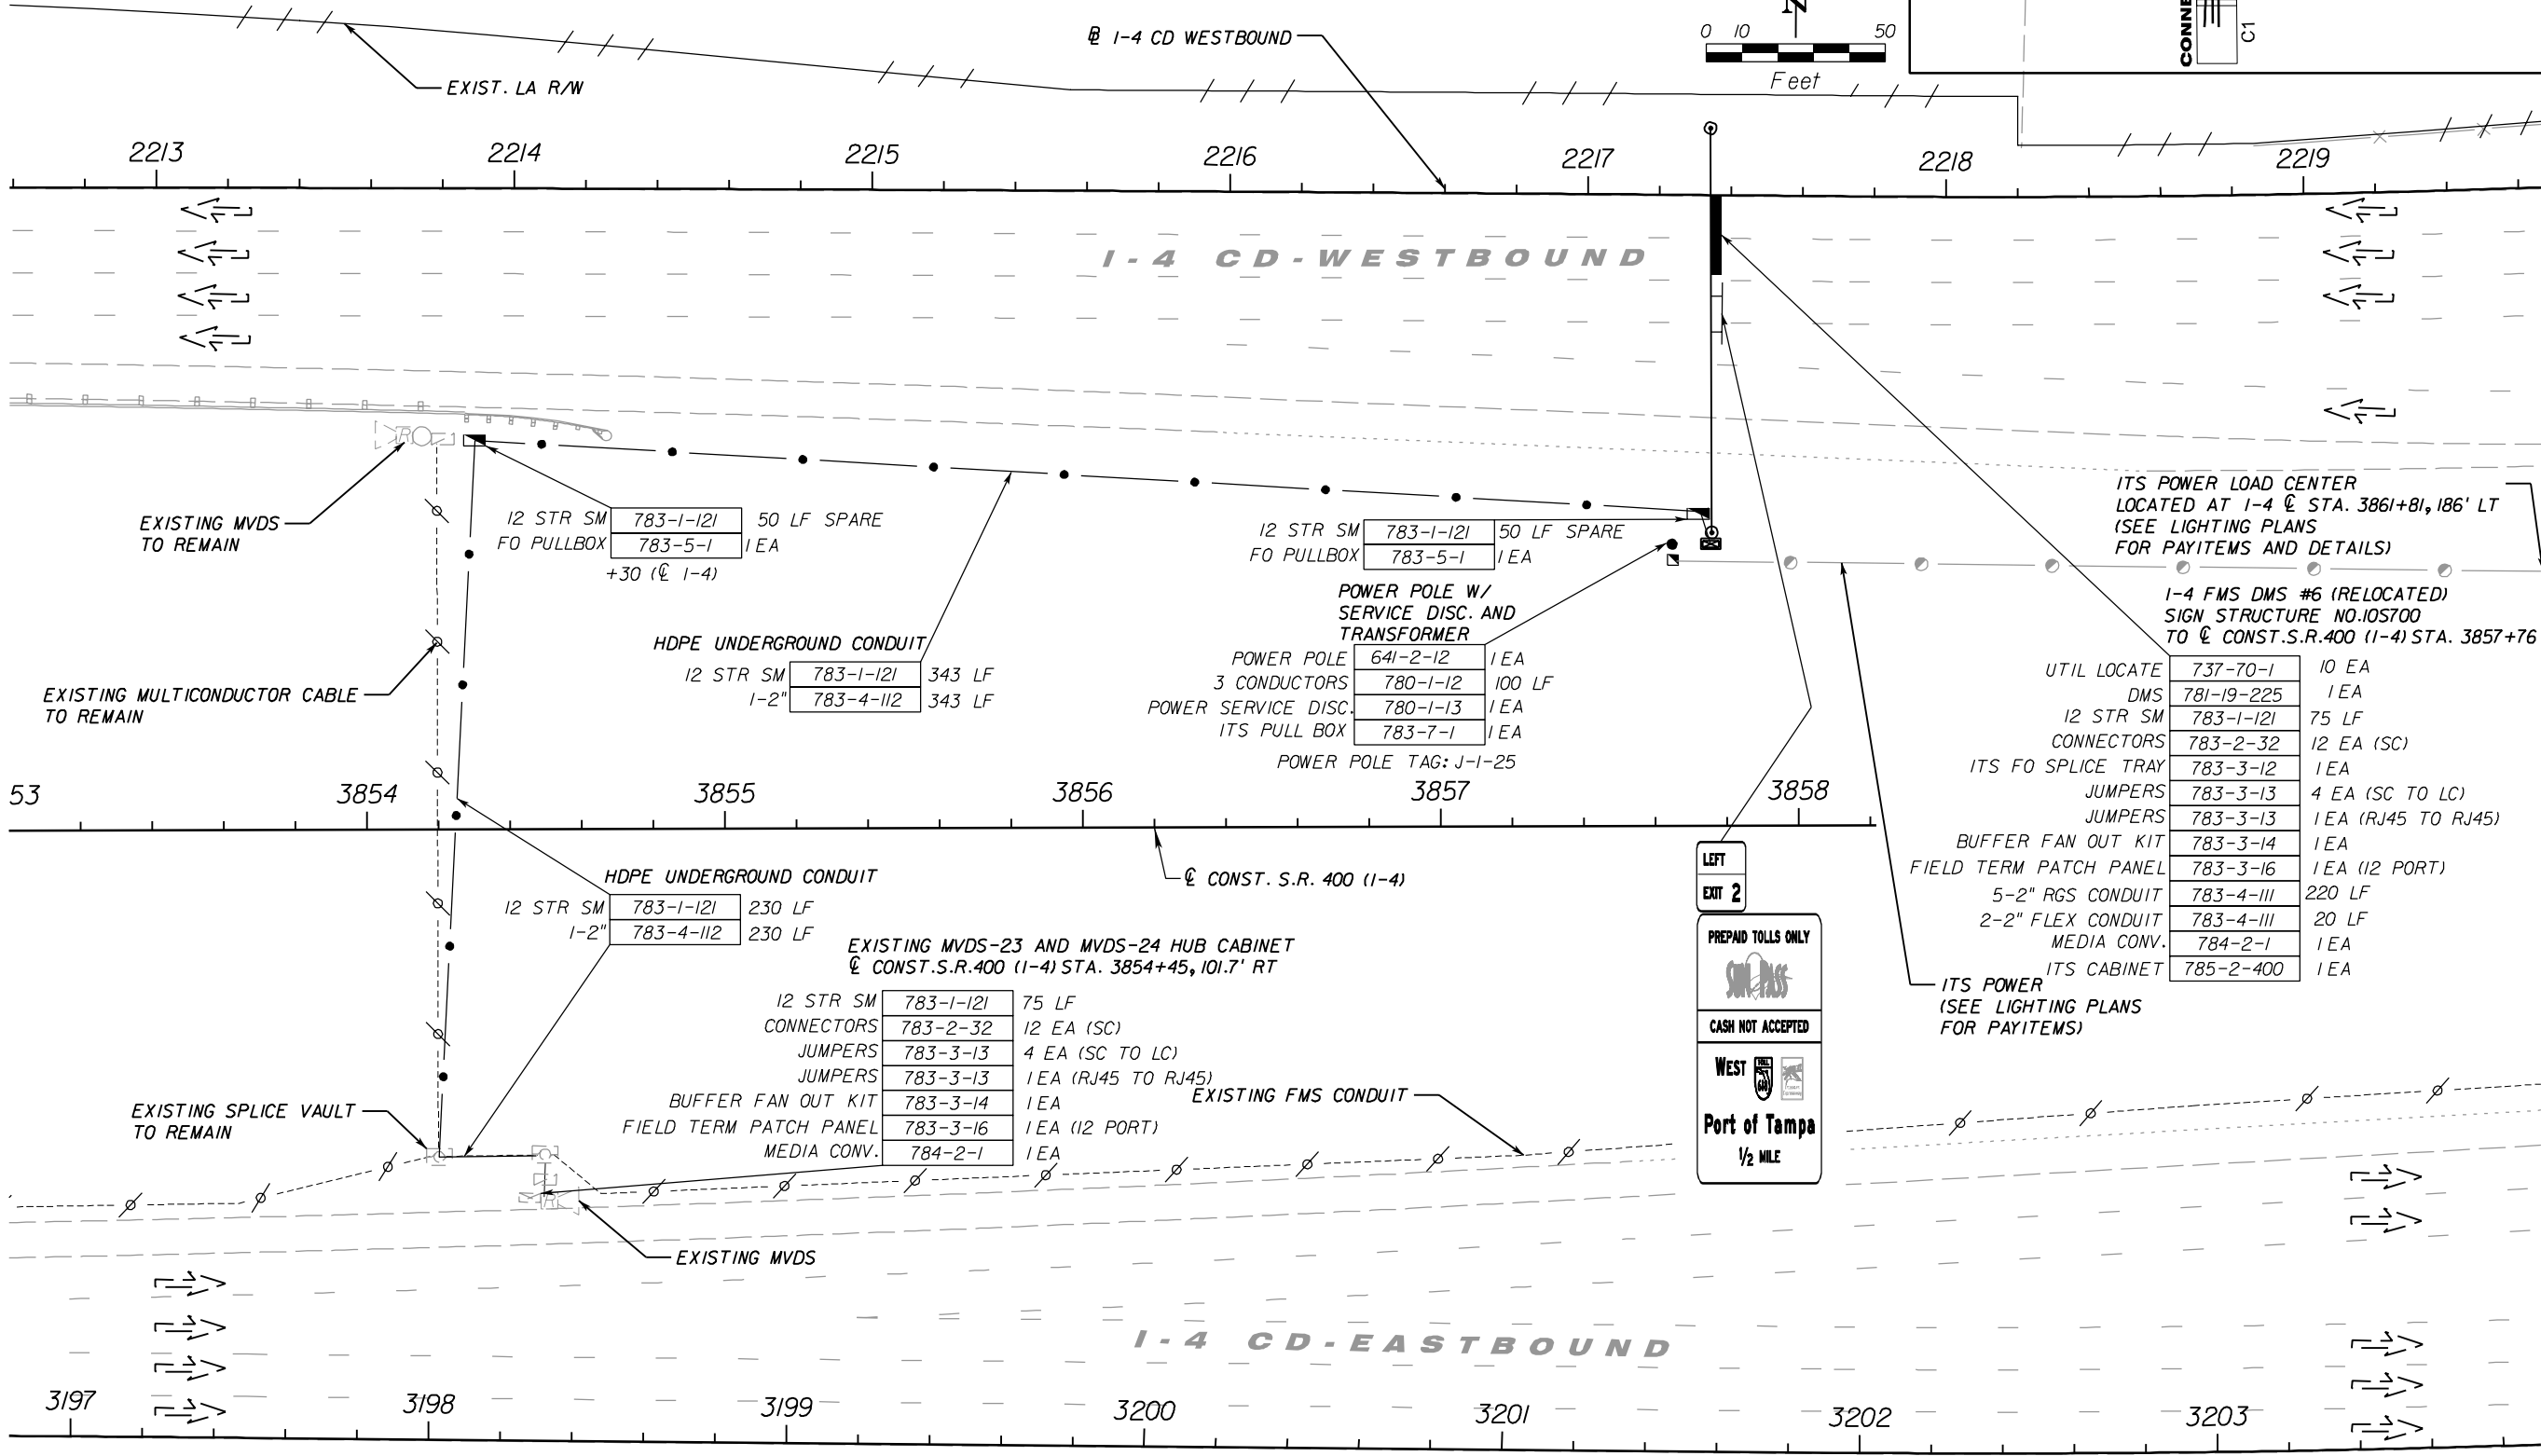 N
0 10 50
Feet
CONNE
C1
℄ I-4 CD WESTBOUND
EXIST. LA R/W
2213 2214 2215 2216 2217 2218 2219
I-4 CD-WESTBOUND
EXISTING MVDS
TO REMAIN
12 STR SM 783-1-121 50 LF SPARE
FO PULLBOX 783-5-1 1 EA
+30 (℄ I-4)
12 STR SM 783-1-121 50 LF SPARE
FO PULLBOX 783-5-1 1 EA
ITS POWER LOAD CENTER
LOCATED AT I-4 ℄ STA. 3861+81, 186' LT
(SEE LIGHTING PLANS
FOR PAYITEMS AND DETAILS)
HDPE UNDERGROUND CONDUIT
12 STR SM 783-1-121 343 LF
1-2" 783-4-112 343 LF
POWER POLE W/
SERVICE DISC. AND
TRANSFORMER
POWER POLE 641-2-12 1 EA
3 CONDUCTORS 780-1-12 100 LF
POWER SERVICE DISC. 780-1-13 1 EA
ITS PULL BOX 783-7-1 1 EA
POWER POLE TAG: J-1-25
I-4 FMS DMS #6 (RELOCATED)
SIGN STRUCTURE NO.10S700
TO ℄ CONST.S.R.400 (I-4) STA. 3857+76
UTIL LOCATE 737-70-1 10 EA
DMS 781-19-225 1 EA
12 STR SM 783-1-121 75 LF
CONNECTORS 783-2-32 12 EA (SC)
ITS FO SPLICE TRAY 783-3-12 1 EA
JUMPERS 783-3-13 4 EA (SC TO LC)
JUMPERS 783-3-13 1 EA (RJ45 TO RJ45)
BUFFER FAN OUT KIT 783-3-14 1 EA
FIELD TERM PATCH PANEL 783-3-16 1 EA (12 PORT)
5-2" RGS CONDUIT 783-4-111 220 LF
2-2" FLEX CONDUIT 783-4-111 20 LF
MEDIA CONV. 784-2-1 1 EA
ITS CABINET 785-2-400 1 EA
EXISTING MULTICONDUCTOR CABLE
TO REMAIN
53 3854 3855 3856 3857 3858
℄ CONST. S.R. 400 (I-4)
HDPE UNDERGROUND CONDUIT
12 STR SM 783-1-121 230 LF
1-2" 783-4-112 230 LF
EXISTING MVDS-23 AND MVDS-24 HUB CABINET
℄ CONST.S.R.400 (I-4) STA. 3854+45, 101.7' RT
12 STR SM 783-1-121 75 LF
CONNECTORS 783-2-32 12 EA (SC)
JUMPERS 783-3-13 4 EA (SC TO LC)
JUMPERS 783-3-13 1 EA (RJ45 TO RJ45)
BUFFER FAN OUT KIT 783-3-14 1 EA
FIELD TERM PATCH PANEL 783-3-16 1 EA (12 PORT)
MEDIA CONV. 784-2-1 1 EA
LEFT
EXIT 2
PREPAID TOLLS ONLY
SUNPASS
CASH NOT ACCEPTED
WEST
Port of Tampa
1/2 MILE
ITS POWER
(SEE LIGHTING PLANS
FOR PAYITEMS)
EXISTING SPLICE VAULT
TO REMAIN
EXISTING FMS CONDUIT
EXISTING MVDS
I-4 CD-EASTBOUND
3197 3198 3199 3200 3201 3202 3203